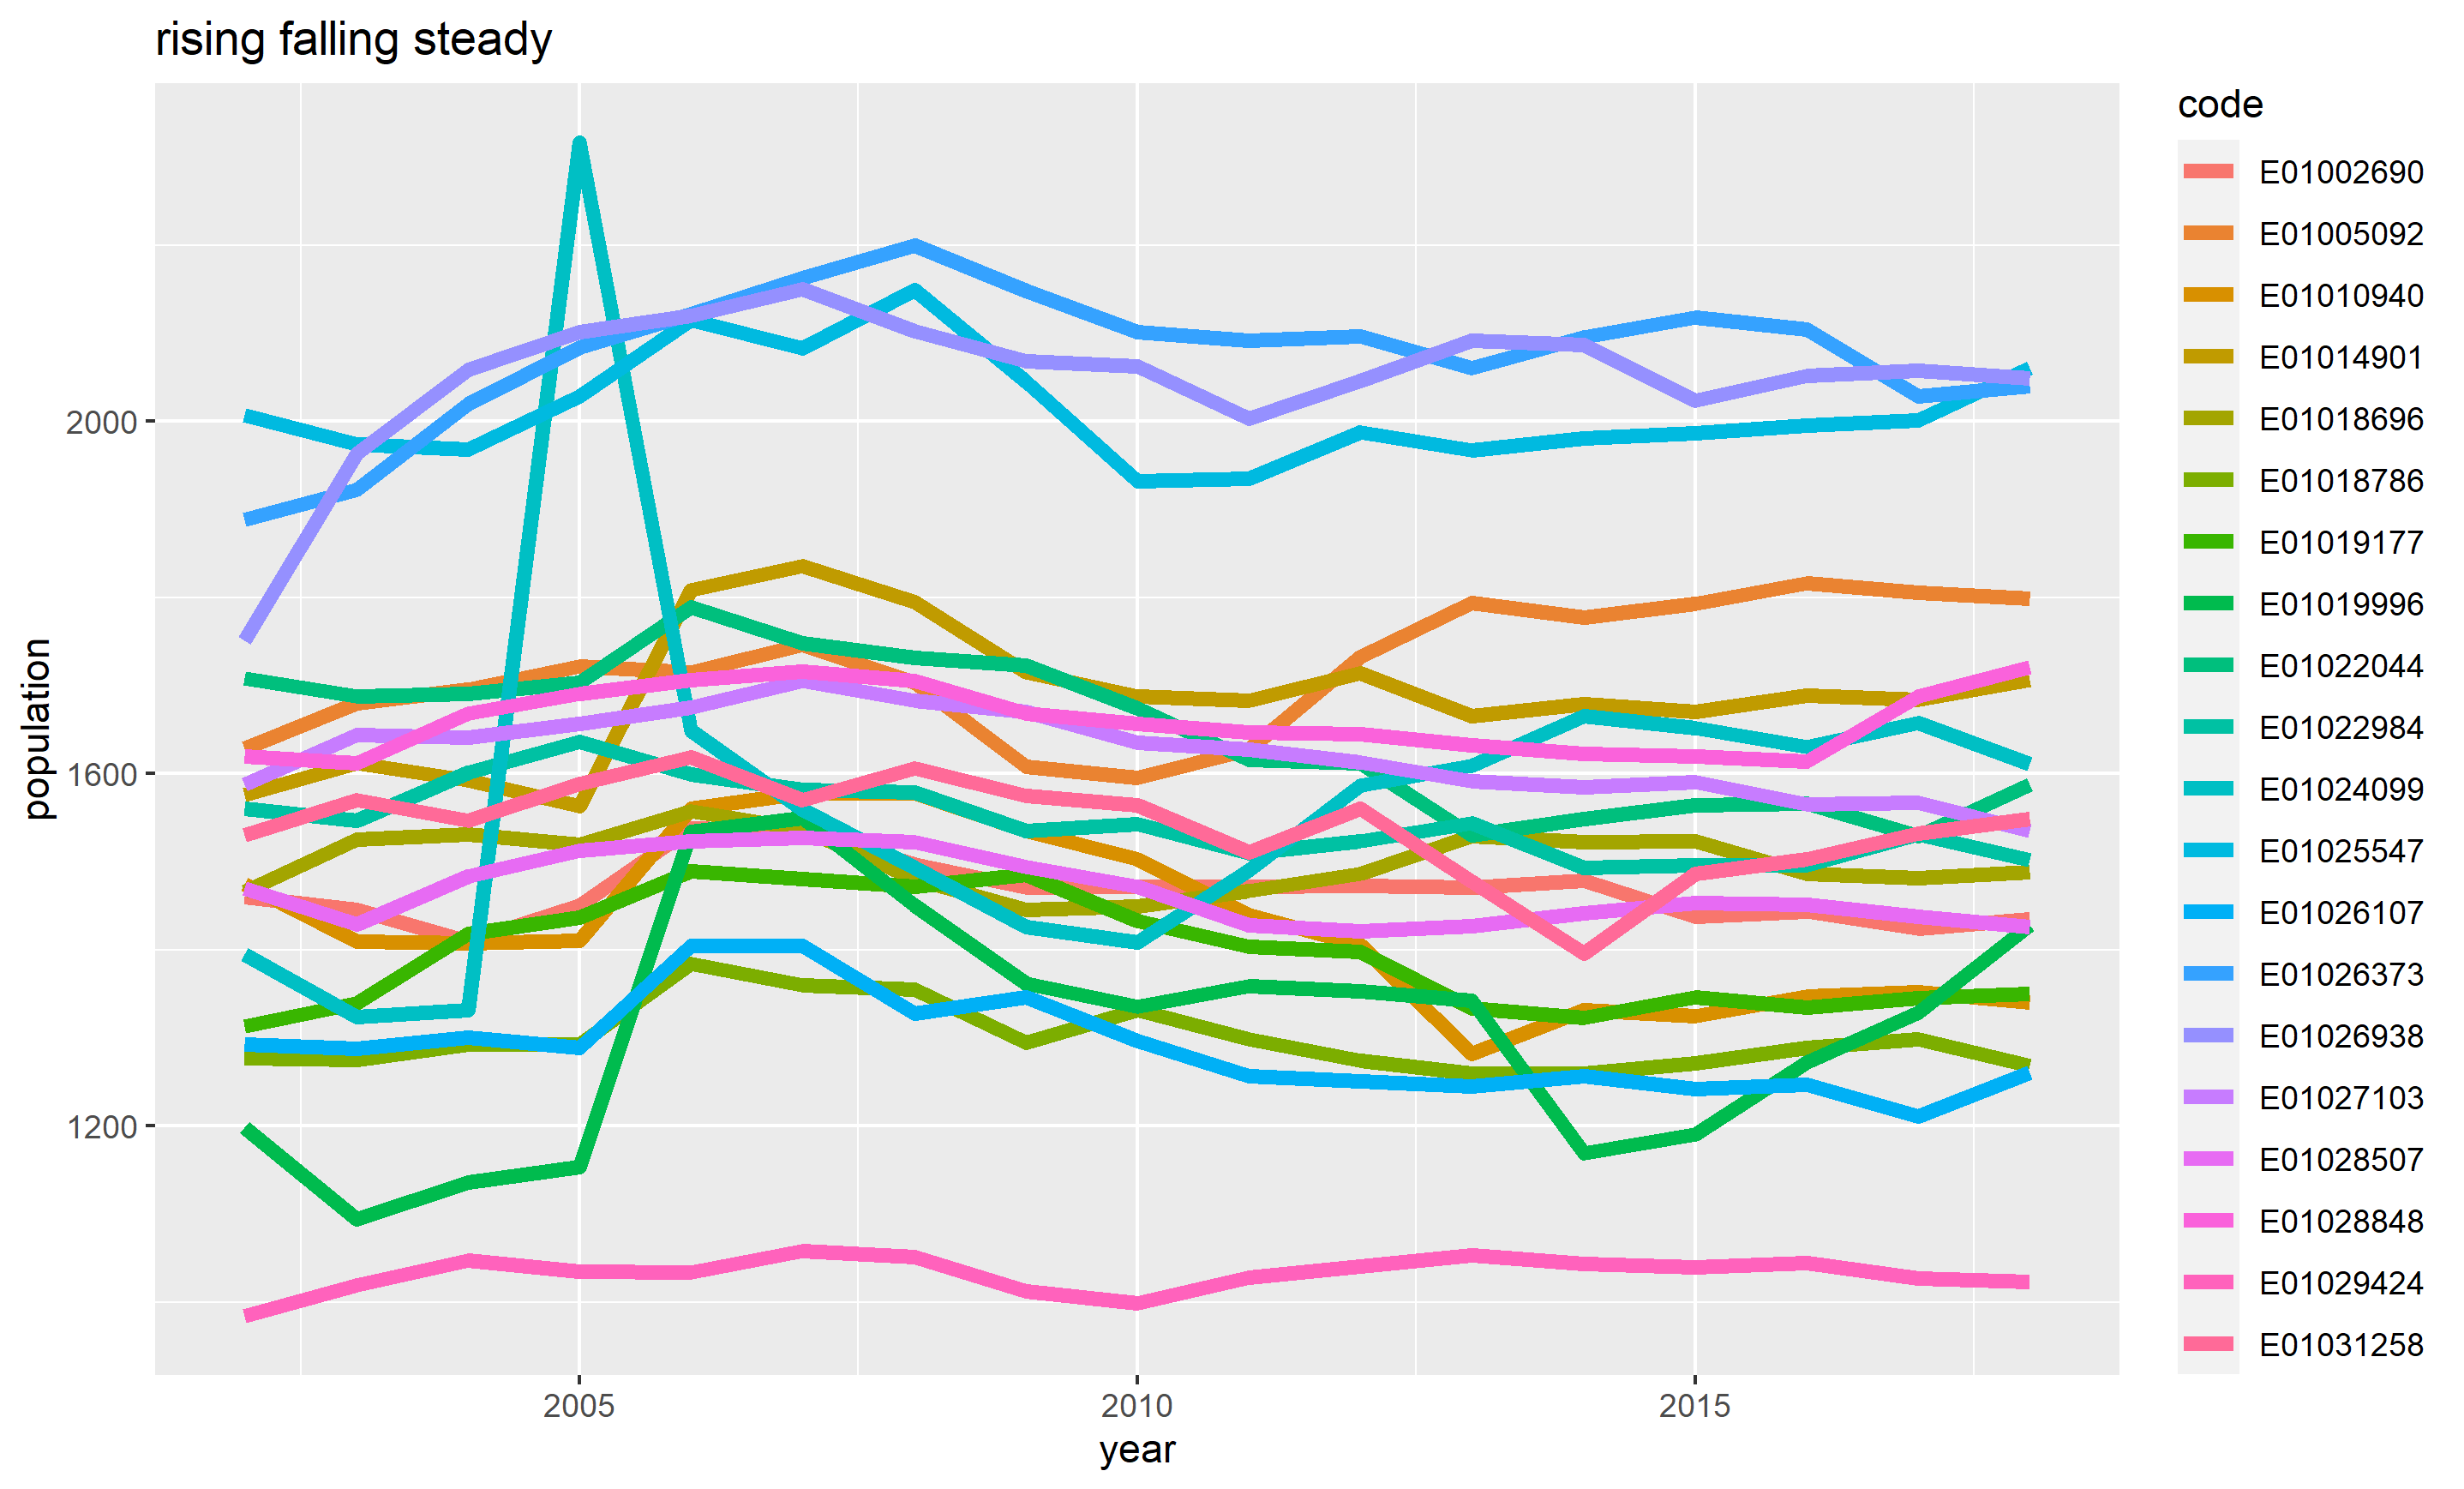 rising falling steady
population
2000
1600
1200
2005
2010
2015
year
code
E01002690
E01005092
E01010940
E01014901
E01018696
E01018786
E01019177
E01019996
E01022044
E01022984
E01024099
E01025547
E01026107
E01026373
E01026938
E01027103
E01028507
E01028848
E01029424
E01031258